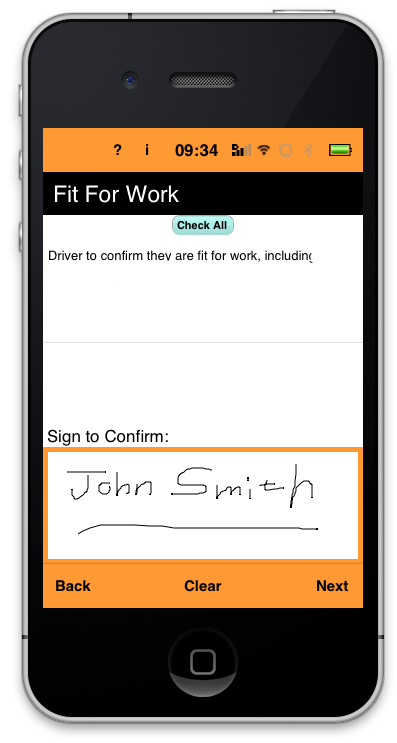 ? i 09:34
Fit For Work
Check All
Driver to confirm they are fit for work, including
Sign to Confirm:
John Smith
Back Clear Next